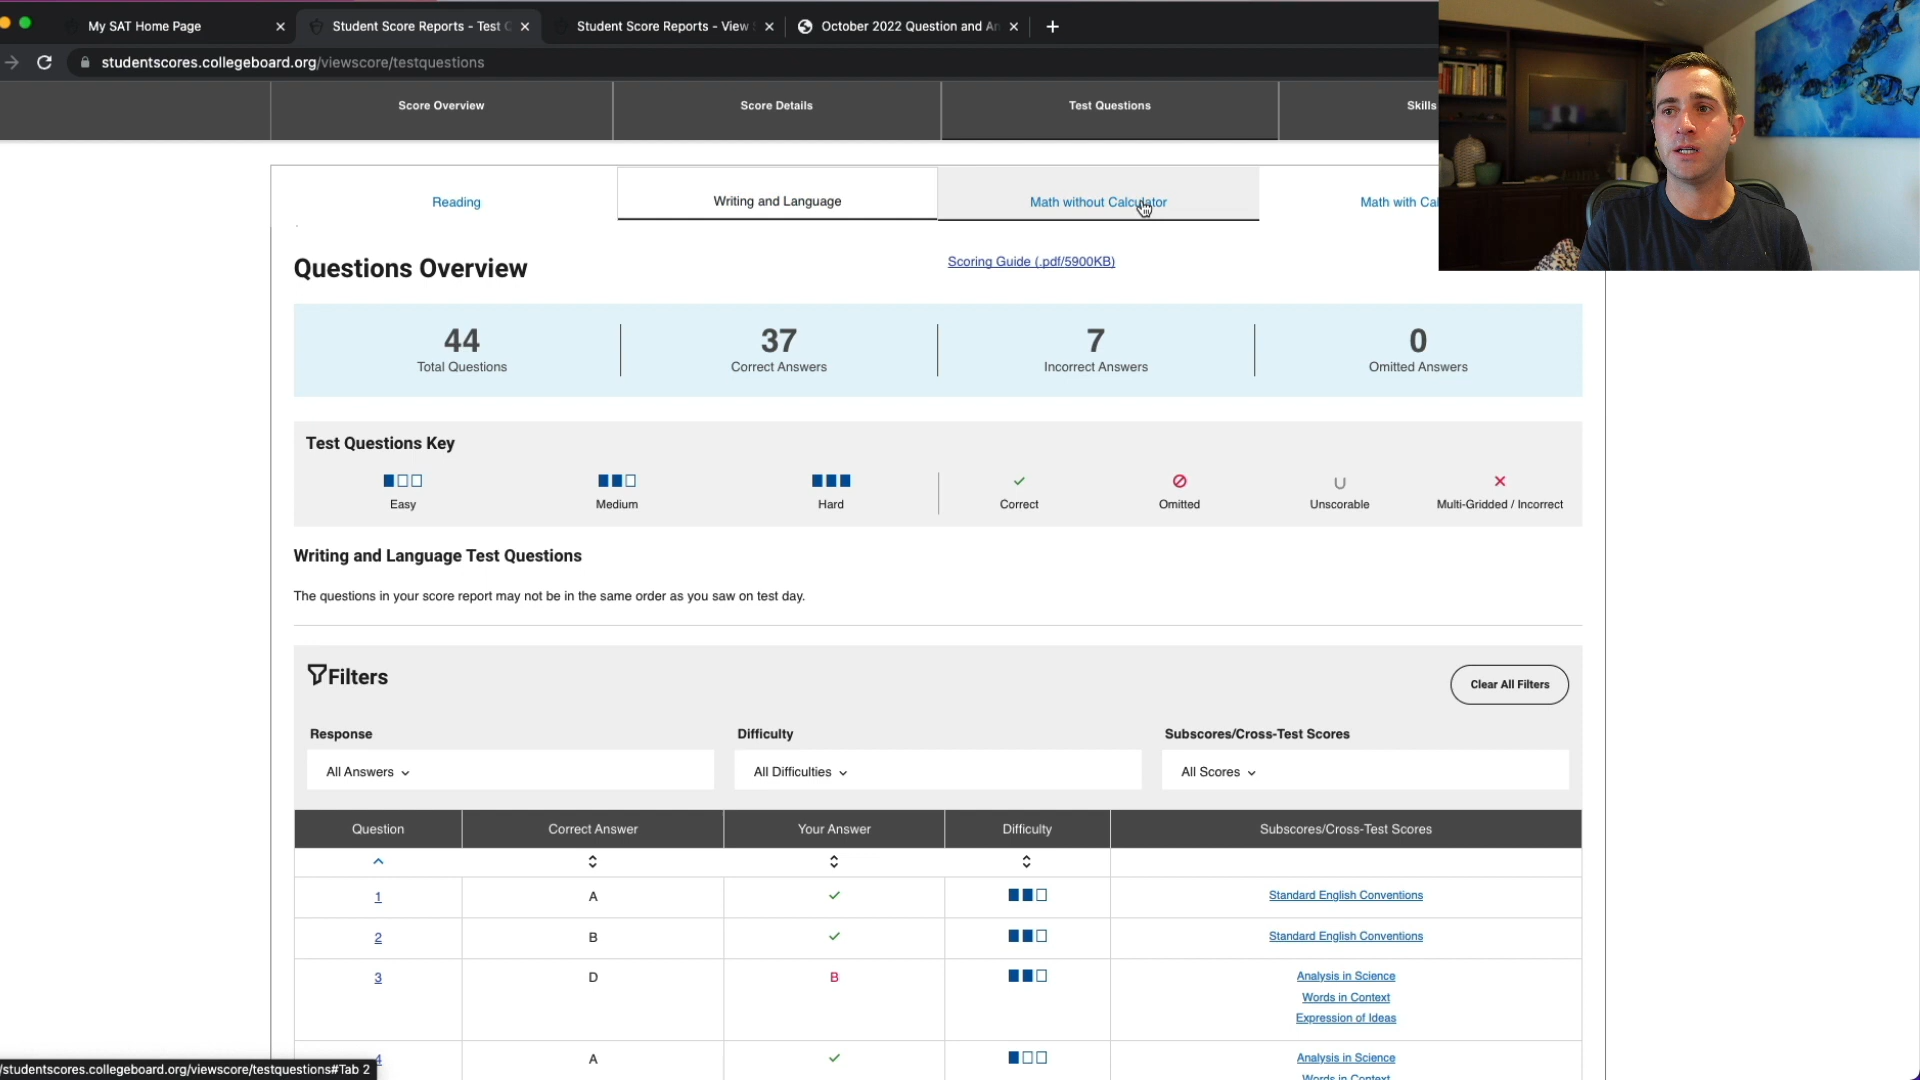 My SAT Home Page
Student Score Reports - Test
Student Score Reports - View
October 2022 Question and An
studentscores.collegeboard.org/viewscore/testquestions
Score Overview
Score Details
Test Questions
Skills
Reading
Writing and Language
Math without Calculator
Math with Cal
Questions Overview
Scoring Guide (.pdf/5900KB)
44
Total Questions
37
Correct Answers
7
Incorrect Answers
0
Omitted Answers
Test Questions Key
Easy
Medium
Hard
Correct
Omitted
U
Unscorable
Multi-Gridded / Incorrect
Writing and Language Test Questions
The questions in your score report may not be in the same order as you saw on test day.
Filters
Clear All Filters
Response
Difficulty
Subscores/Cross-Test Scores
All Answers
All Difficulties
All Scores
Question
Correct Answer
Your Answer
Difficulty
Subscores/Cross-Test Scores
1
A
Standard English Conventions
2
B
Standard English Conventions
3
D
B
Analysis in Science
Words in Context
Expression of Ideas
4
A
Analysis in Science
Words in Context
/studentscores.collegeboard.org/viewscore/testquestions#Tab 2